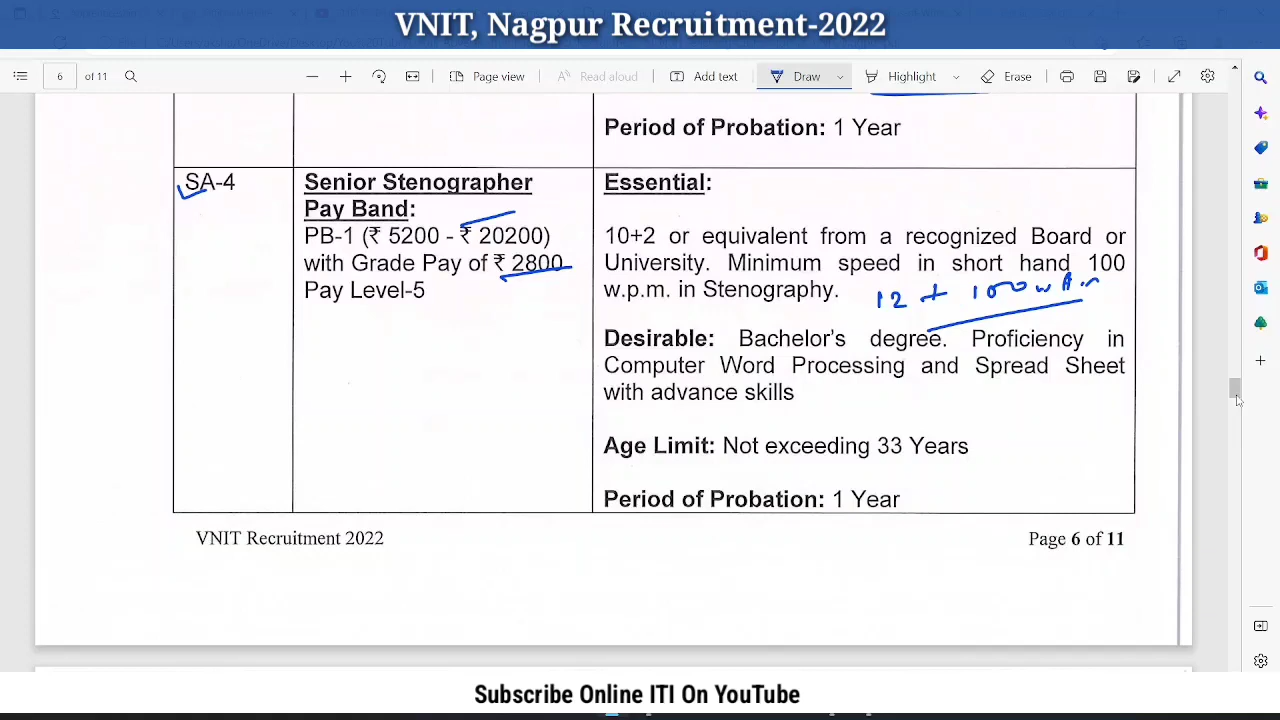 VNIT, Nagpur Recruitment-2022
6 of 11 Page view Read aloud Add text Draw Highlight Erase
Period of Probation: 1 Year
SA-4
Senior Stenographer
Pay Band:
PB-1 (₹ 5200 - ₹ 20200)
with Grade Pay of ₹ 2800
Pay Level-5
Essential:
10+2 or equivalent from a recognized Board or
University. Minimum speed in short hand 100
w.p.m. in Stenography.
12 + 100 w
Desirable: Bachelor's degree. Proficiency in
Computer Word Processing and Spread Sheet
with advance skills
Age Limit: Not exceeding 33 Years
Period of Probation: 1 Year
VNIT Recruitment 2022
Page 6 of 11
Subscribe Online ITI On YouTube